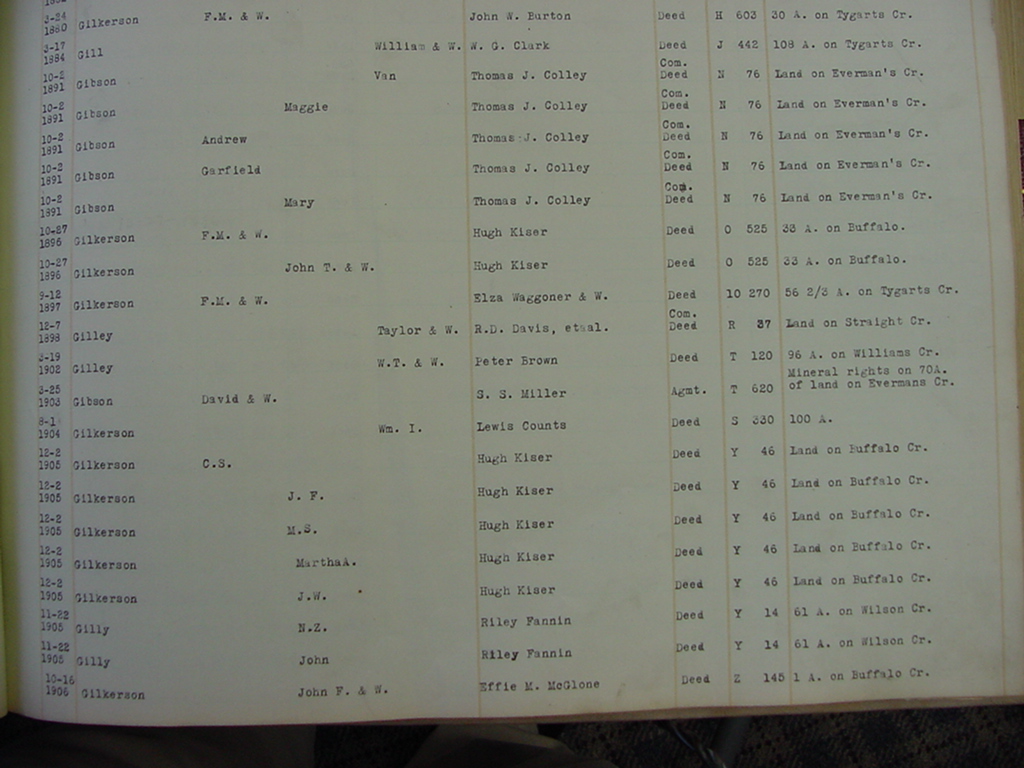 3-24 1880 Gilkerson F.M. & W. John W. Burton Deed H 603 30 A. on Tygarts Cr.
3-17 1884 Gill William & W. W. G. Clark Deed J 442 108 A. on Tygarts Cr.
10-2 1891 Gibson Van Thomas J. Colley Com. Deed N 76 Land on Everman's Cr.
10-2 1891 Gibson Maggie Thomas J. Colley Com. Deed N 76 Land on Everman's Cr.
10-2 1891 Gibson Andrew Thomas J. Colley Com. Deed N 76 Land on Everman's Cr.
10-2 1891 Gibson Garfield Thomas J. Colley Com. Deed N 76 Land on Everman's Cr.
10-2 1891 Gibson Mary Thomas J. Colley Com. Deed N 76 Land on Everman's Cr.
10-27 1896 Gilkerson F.M. & W. Hugh Kiser Deed O 525 33 A. on Buffalo.
10-27 1896 Gilkerson John T. & W. Hugh Kiser Deed O 525 33 A. on Buffalo.
9-12 1897 Gilkerson F.M. & W. Elza Waggoner & W. Deed 10 270 56 2/3 A. on Tygarts Cr.
12-7 1898 Gilley Taylor & W. R.D. Davis, etaal. Com. Deed R 37 Land on Straight Cr.
3-19 1902 Gilley W.T. & W. Peter Brown Deed T 120 96 A. on Williams Cr.
3-25 1903 Gibson David & W. S. S. Miller Agmt. T 620 Mineral rights on 70A. of land on Evermans Cr.
8-1 1904 Gilkerson Wm. I. Lewis Counts Deed S 330 100 A.
12-2 1905 Gilkerson C.S. Hugh Kiser Deed Y 46 Land on Buffalo Cr.
12-2 1905 Gilkerson J. F. Hugh Kiser Deed Y 46 Land on Buffalo Cr.
12-2 1905 Gilkerson M.S. Hugh Kiser Deed Y 46 Land on Buffalo Cr.
12-2 1905 Gilkerson MarthaA. Hugh Kiser Deed Y 46 Land on Buffalo Cr.
12-2 1905 Gilkerson J.W. Hugh Kiser Deed Y 46 Land on Buffalo Cr.
11-22 1905 Gilly N.Z. Riley Fannin Deed Y 14 61 A. on Wilson Cr.
11-22 1905 Gilly John Riley Fannin Deed Y 14 61 A. on Wilson Cr.
10-16 1906 Gilkerson John F. & W. Effie M. McGlone Deed Z 145 1 A. on Buffalo Cr.